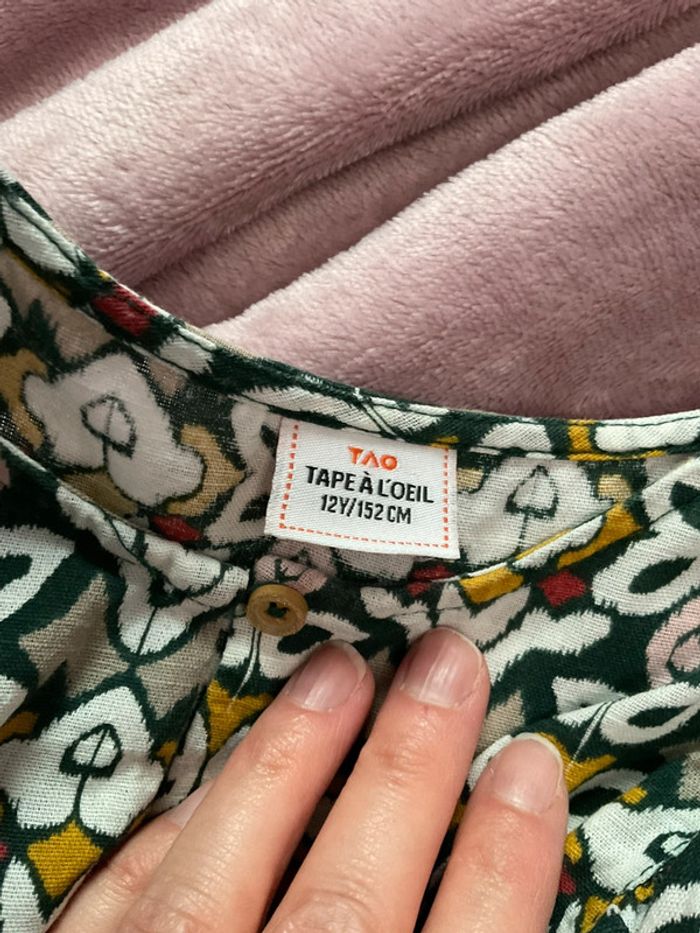 TAO
TAPE À L'OEIL
12Y/152 CM